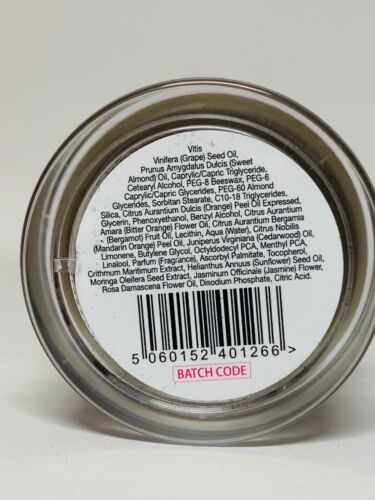 Vitis
Vinifera (Grape) Seed Oil,
Prunus Amygdalus Dulcis (Sweet
Almond) Oil, Caprylic/Capric Triglyceride,
Cetearyl Alcohol, PEG-8 Beeswax, PEG-6
Caprylic/Capric Glycerides, PEG-60 Almond
Glycerides, Sorbitan Stearate, C10-18 Triglycerides,
Silica, Citrus Aurantium Dulcis (Orange) Peel Oil Expressed,
Glycerin, Phenoxyethanol, Benzyl Alcohol, Citrus Aurantium
Amara (Bitter Orange) Flower Oil, Citrus Aurantium Bergamia
(Bergamot) Fruit Oil, Lecithin, Aqua (Water), Citrus Nobilis
(Mandarin Orange) Peel Oil, Juniperus Virginiana (Cedarwood) Oil,
Limonene, Butylene Glycol, Octyldodecyl PCA, Menthyl PCA,
Linalool, Parfum (Fragrance), Ascorbyl Palmitate, Tocopherol,
Crithmum Maritimum Extract, Helianthus Annuus (Sunflower) Seed Oil,
Moringa Oleifera Seed Extract, Jasminum Officinale (Jasmine) Flower,
Rosa Damascena Flower Oil, Disodium Phosphate, Citric Acid.
5 060152 401266 >
BATCH CODE